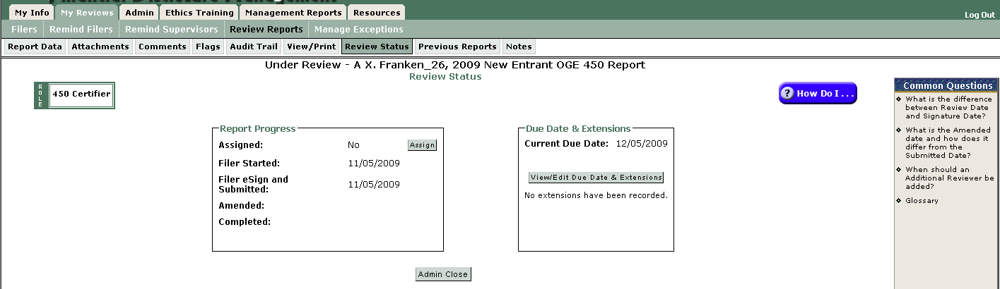 Financial Disclosure Management
My Info My Reviews Admin Ethics Training Management Reports Resources
Log Out
Filers Remind Filers Remind Supervisors Review Reports Manage Exceptions
Report Data Attachments Comments Flags Audit Trail View/Print Review Status Previous Reports Notes
Under Review - A X. Franken_26, 2009 New Entrant OGE 450 Report
Review Status
ROLE
450 Certifier
? How Do I...
Report Progress
Assigned: No Assign
Filer Started: 11/05/2009
Filer eSign and
Submitted: 11/05/2009
Amended:
Completed:
Due Date & Extensions
Current Due Date: 12/05/2009
View/Edit Due Date & Extensions
No extensions have been recorded.
Admin Close
Common Questions
What is the difference
between Review Date
and Signature Date?
What is the Amended
date and how does it
differ from the
Submitted Date?
When should an
Additional Reviewer be
added?
Glossary